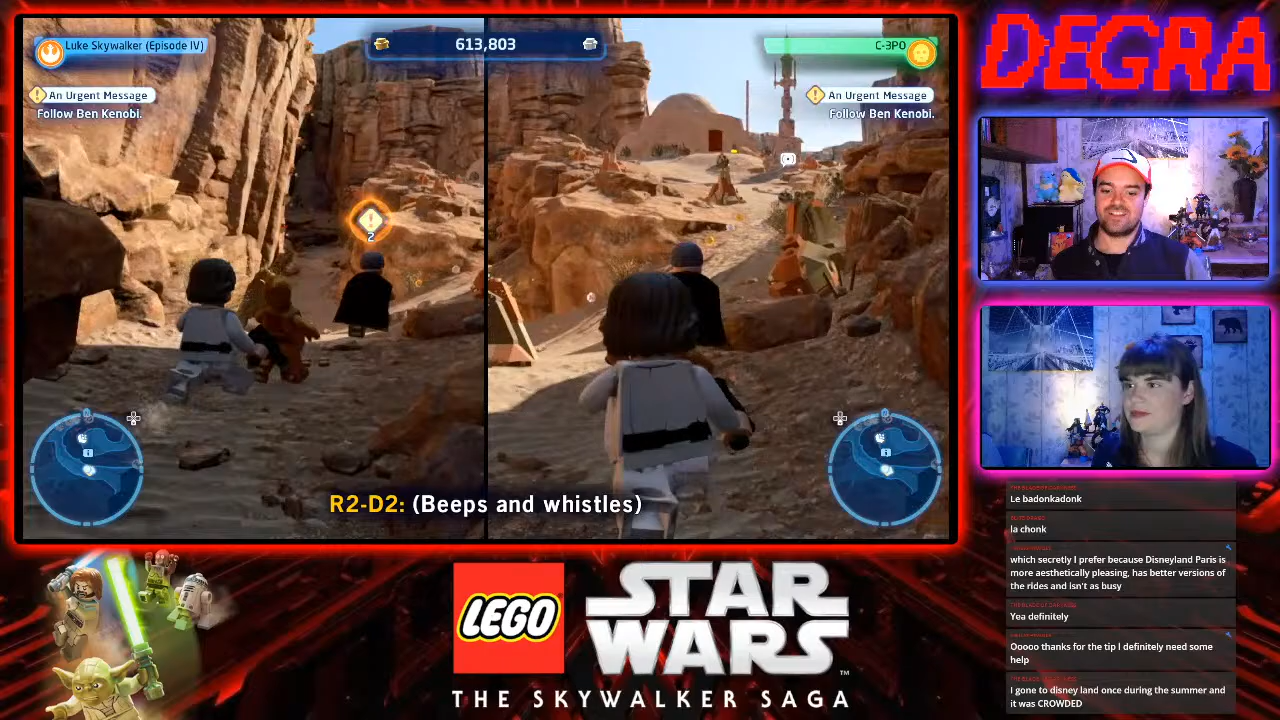 Luke Skywalker (Episode IV)
613,803
C-3PO
DEGRA
An Urgent Message
Follow Ben Kenobi.
An Urgent Message
Follow Ben Kenobi.
2
R2-D2: (Beeps and whistles)
Le badonkadonk
la chonk
which secretly I prefer because Disneyland Paris is
more aesthetically pleasing, has better versions of
the rides and isn't as busy
Yea definitely
Ooooo thanks for the tip I definitely need some
help
I gone to disney land once during the summer and
it was CROWDED
LEGO
STAR
WARS
TM
THE SKYWALKER SAGA